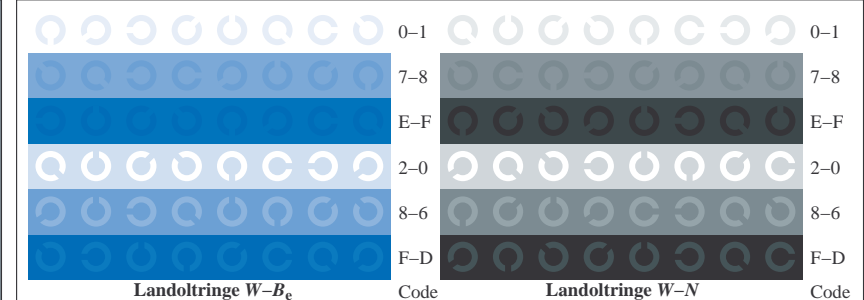 0–1 0–1
7–8 7–8
E–F E–F
2–0 2–0
8–6 8–6
F–D F–D
Landoltringe W–Be Code Landoltringe W–N Code